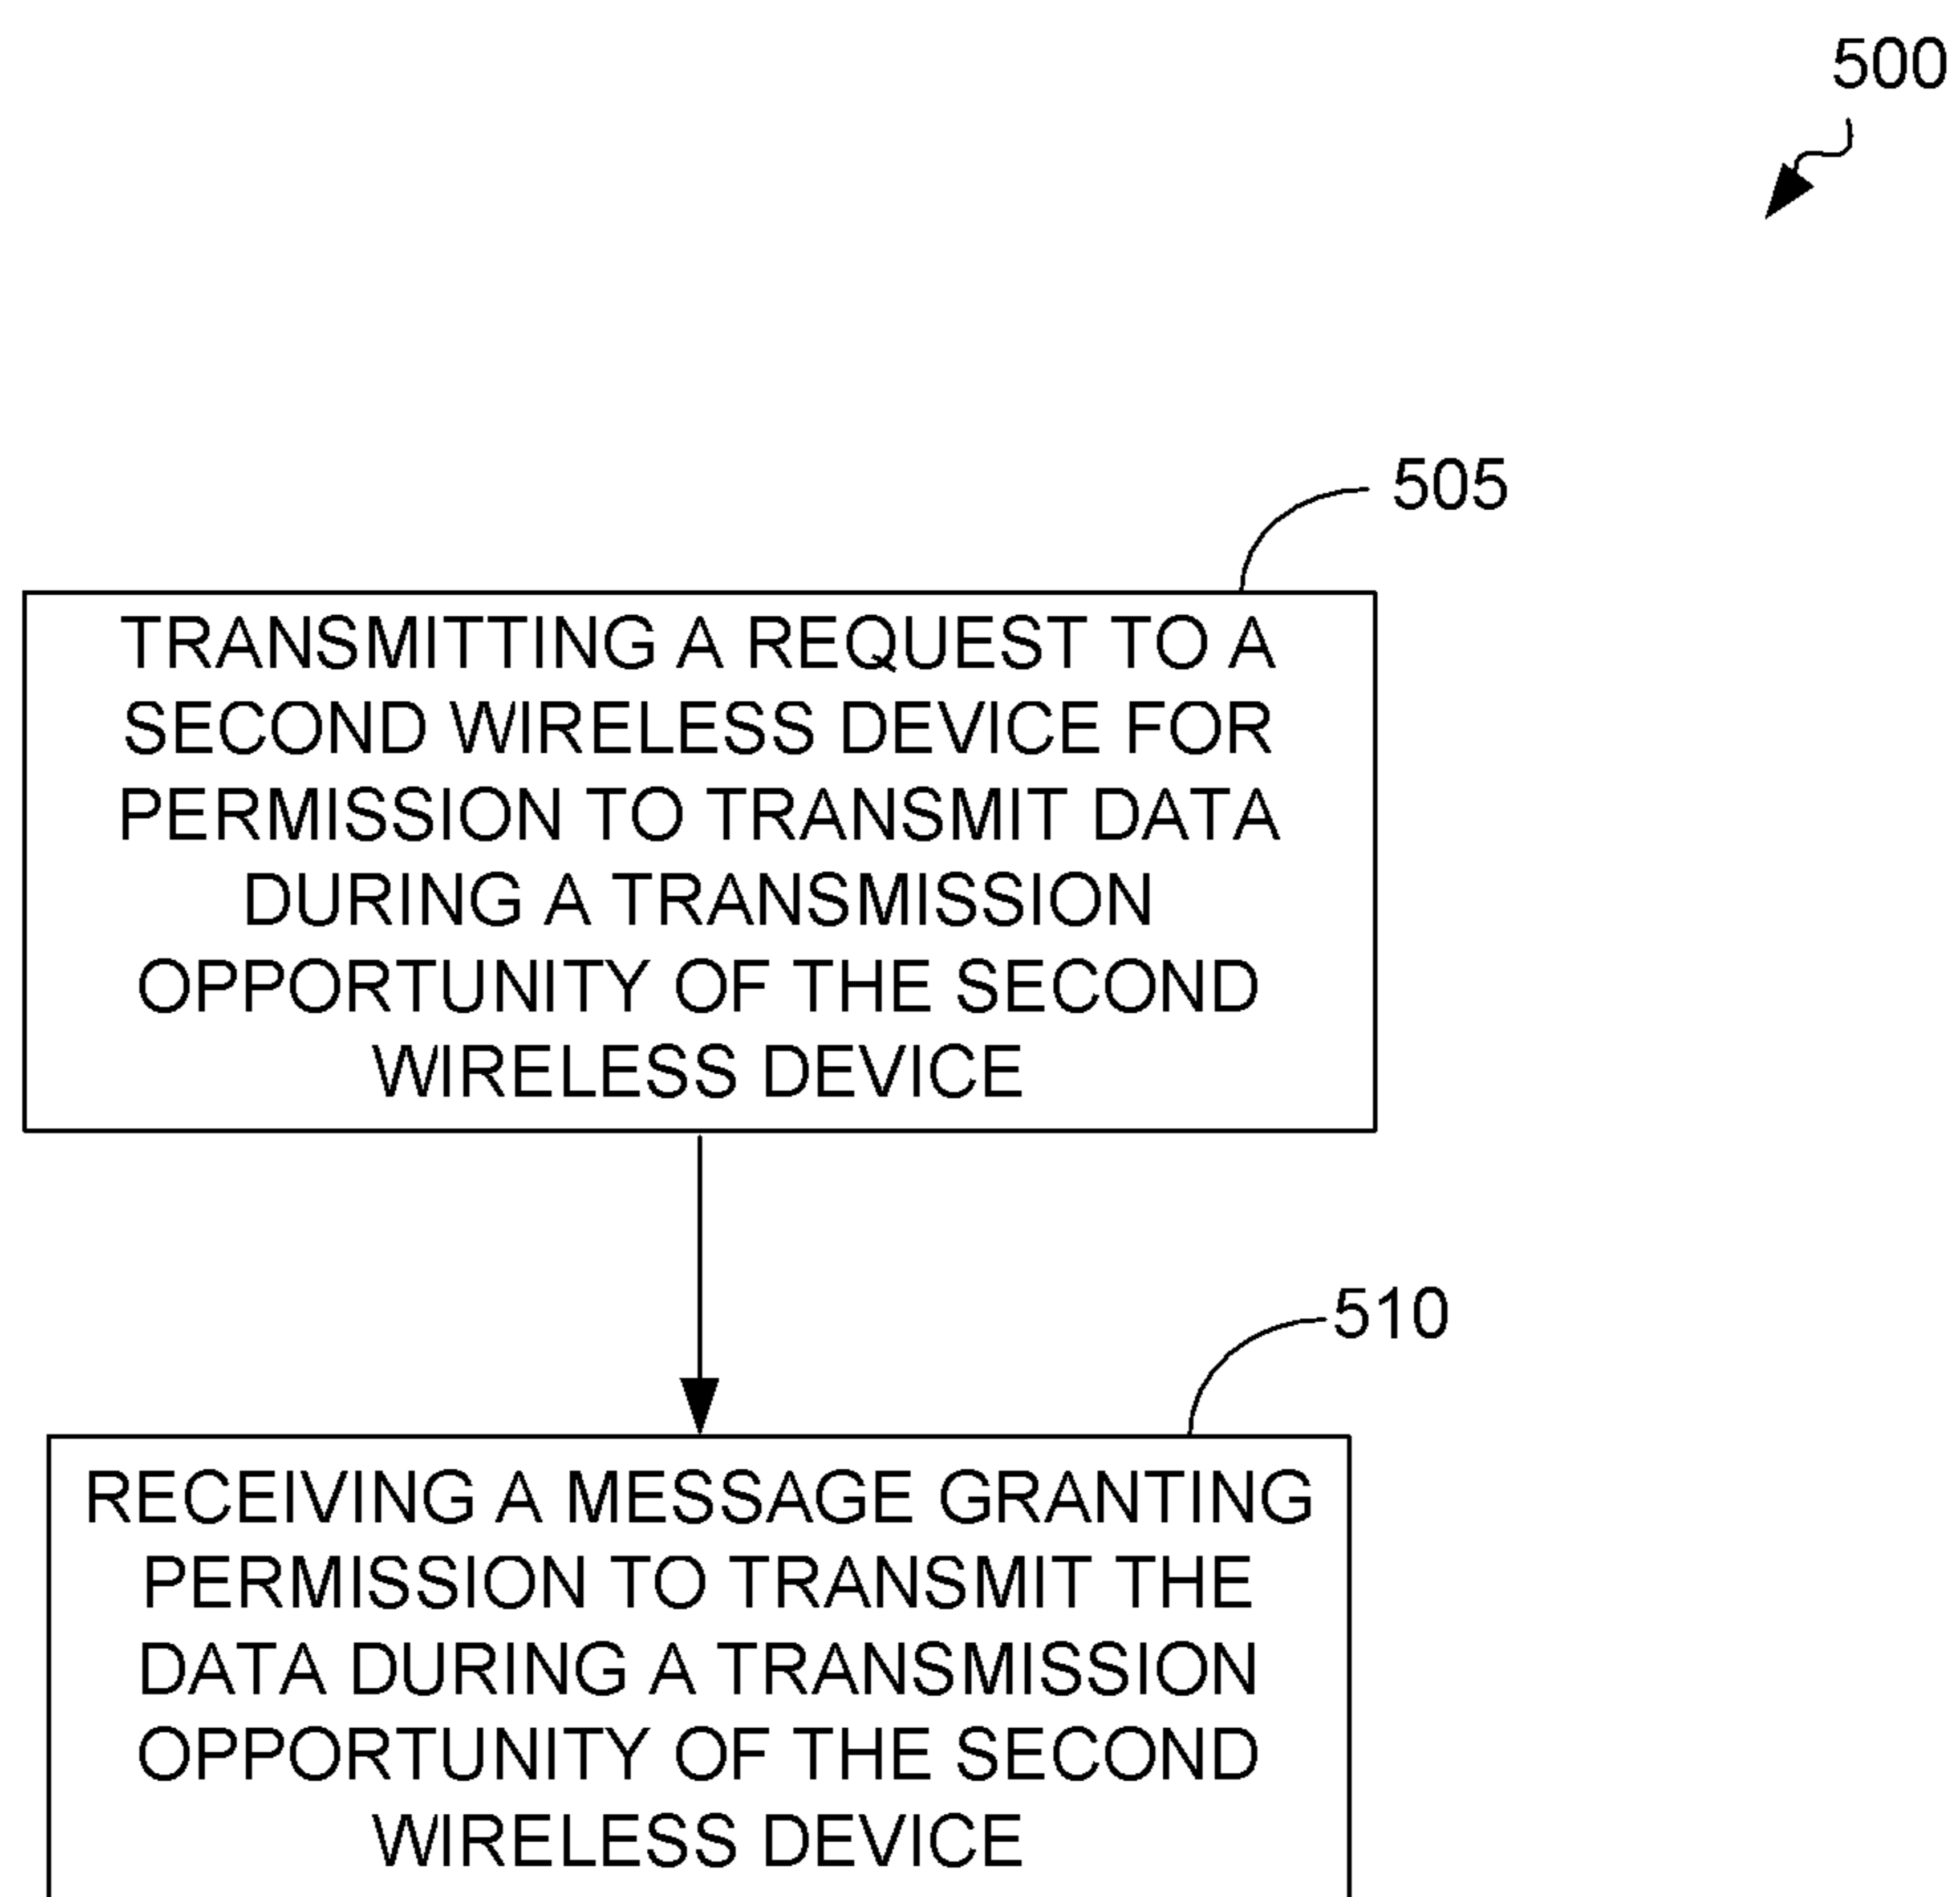 500
505
TRANSMITTING A REQUEST TO A
SECOND WIRELESS DEVICE FOR
PERMISSION TO TRANSMIT DATA
DURING A TRANSMISSION
OPPORTUNITY OF THE SECOND
WIRELESS DEVICE
510
RECEIVING A MESSAGE GRANTING
PERMISSION TO TRANSMIT THE
DATA DURING A TRANSMISSION
OPPORTUNITY OF THE SECOND
WIRELESS DEVICE